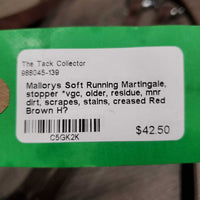 The Tack Collector
988045-139
Mallorys Soft Running Martingale,
stopper *vgc, older, residue, mnr
dirt, scrapes, stains, creased Red
Brown H?
$42.50
C5GK2K